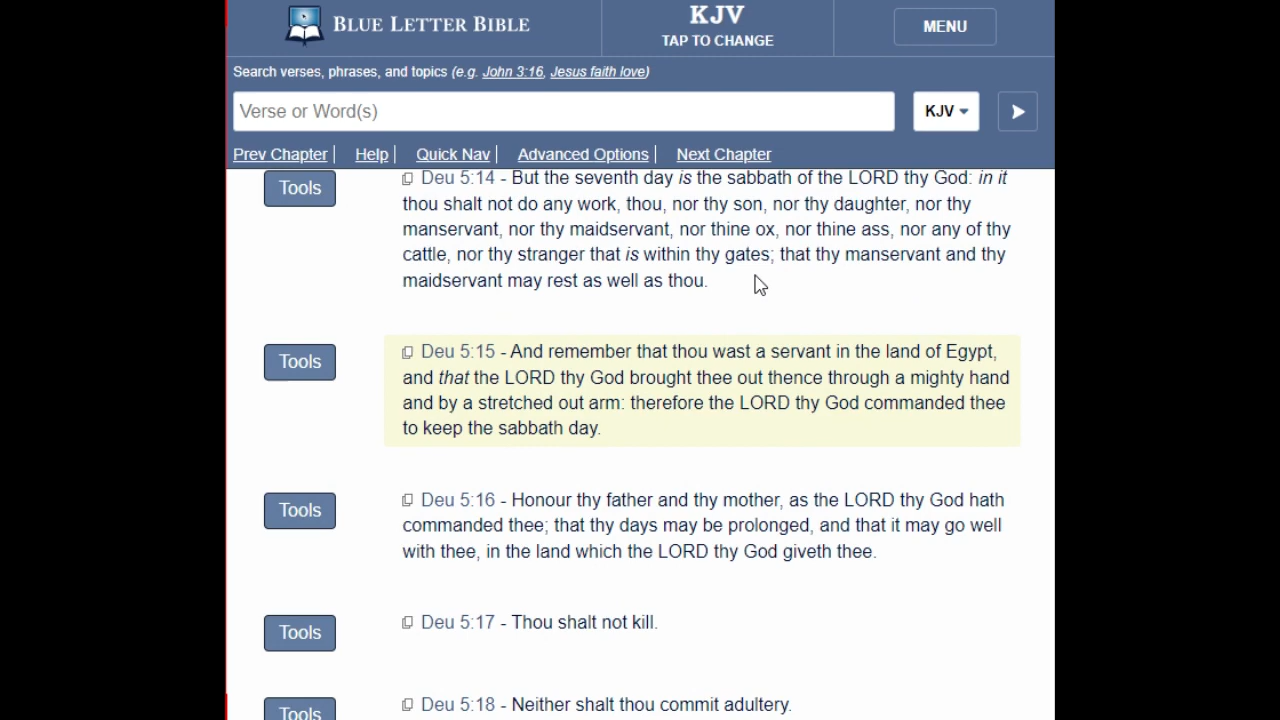 BLUE LETTER BIBLE
KJV
TAP TO CHANGE
MENU
Search verses, phrases, and topics (e.g. John 3:16, Jesus faith love)
Verse or Word(s)
KJV
Prev Chapter
Help
Quick Nav
Advanced Options
Next Chapter
Tools
Deu 5:14 - But the seventh day is the sabbath of the LORD thy God: in it
thou shalt not do any work, thou, nor thy son, nor thy daughter, nor thy
manservant, nor thy maidservant, nor thine ox, nor thine ass, nor any of thy
cattle, nor thy stranger that is within thy gates; that thy manservant and thy
maidservant may rest as well as thou.
Tools
Deu 5:15 - And remember that thou wast a servant in the land of Egypt,
and that the LORD thy God brought thee out thence through a mighty hand
and by a stretched out arm: therefore the LORD thy God commanded thee
to keep the sabbath day.
Tools
Deu 5:16 - Honour thy father and thy mother, as the LORD thy God hath
commanded thee; that thy days may be prolonged, and that it may go well
with thee, in the land which the LORD thy God giveth thee.
Tools
Deu 5:17 - Thou shalt not kill.
Tools
Deu 5:18 - Neither shalt thou commit adultery.